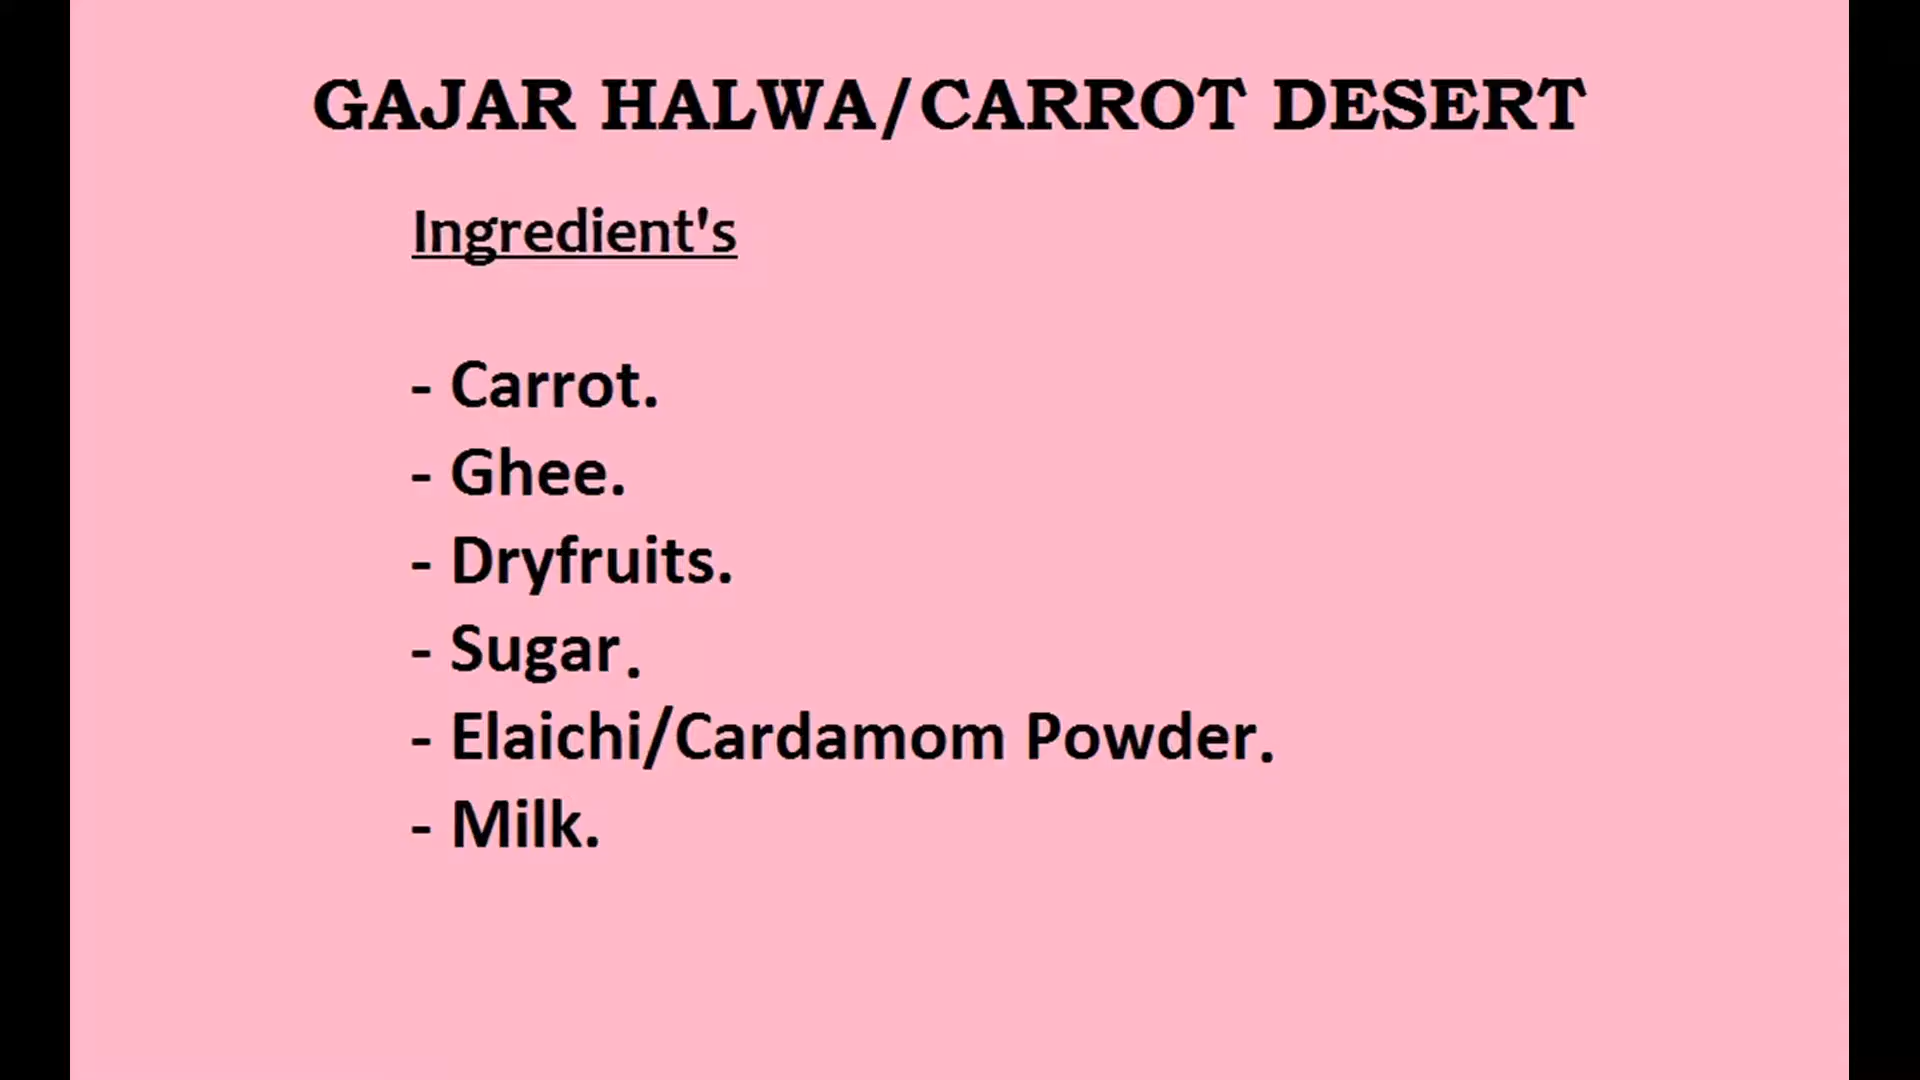 GAJAR HALWA/CARROT DESERT
Ingredient's
- Carrot.
- Ghee.
- Dryfruits.
- Sugar.
- Elaichi/Cardamom Powder.
- Milk.